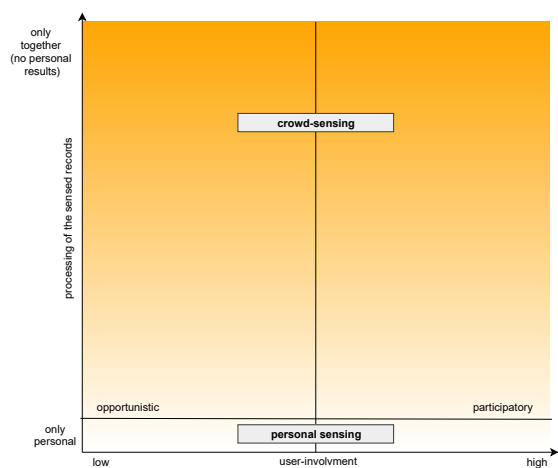 only
together
(no personal
results)
crowd-sensing
processing of the sensed records
opportunistic
participatory
only
personal
personal sensing
low
user-involvment
high